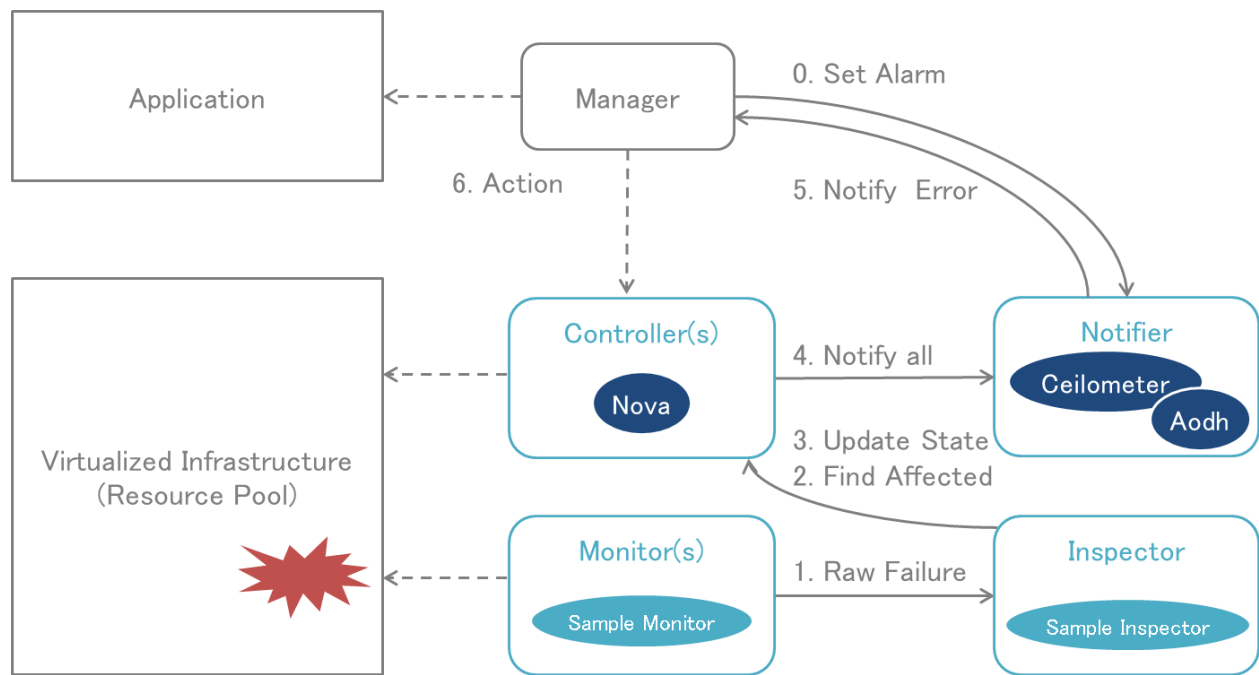 Application
Manager
0. Set Alarm
6. Action
5. Notify Error
Controller(s)
Nova
4. Notify all
Notifier
Ceilometer
Aodh
Virtualized Infrastructure
(Resource Pool)
3. Update State
2. Find Affected
Monitor(s)
Sample Monitor
1. Raw Failure
Inspector
Sample Inspector